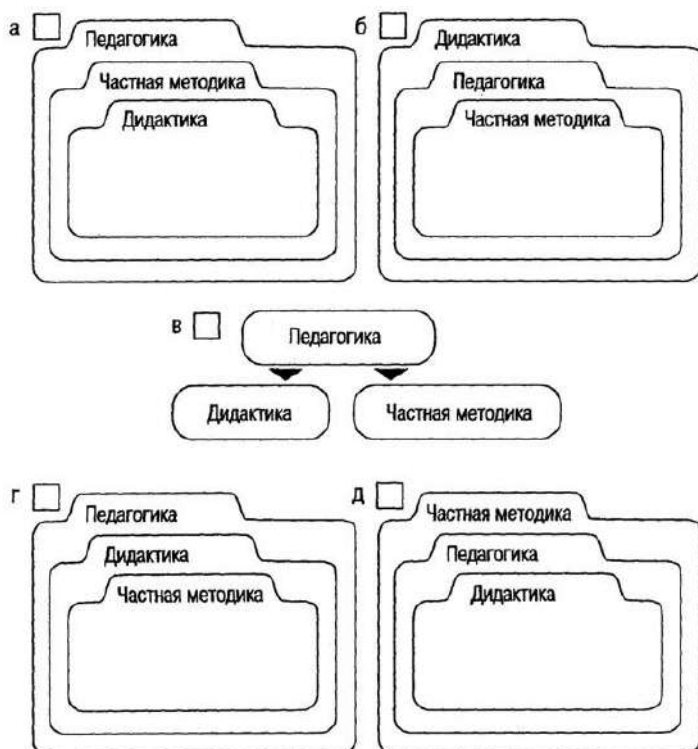 а
Педагогика
Частная методика
Дидактика
б
Дидактика
Педагогика
Частная методика
в
Педагогика
Дидактика
Частная методика
г
Педагогика
Дидактика
Частная методика
д
Частная методика
Педагогика
Дидактика